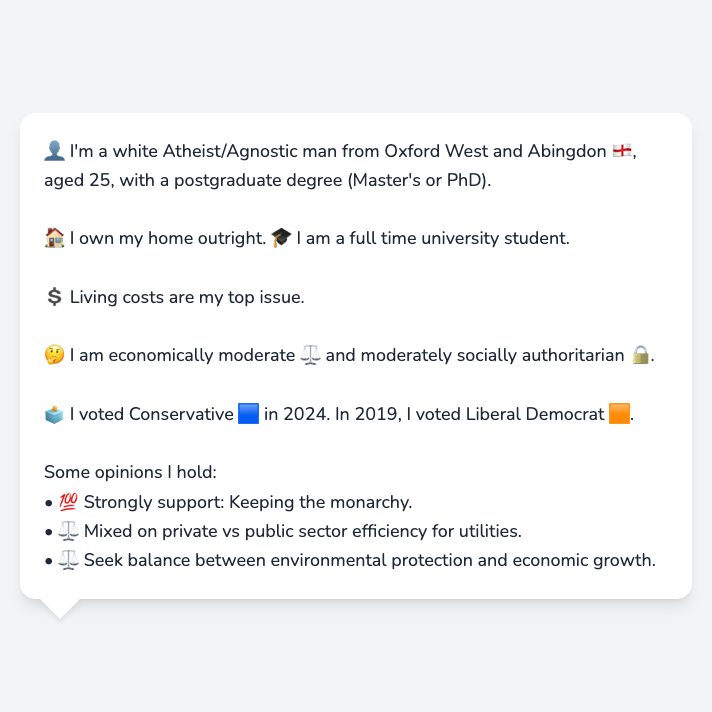 👤 I'm a white Atheist/Agnostic man from Oxford West and Abingdon 🏴󠁧󠁢󠁥󠁮󠁧󠁿,
aged 25, with a postgraduate degree (Master's or PhD).
🏠 I own my home outright. 🎓 I am a full time university student.
💲 Living costs are my top issue.
🤔 I am economically moderate ⚖️ and moderately socially authoritarian 🔒.
🗳️ I voted Conservative 🟦 in 2024. In 2019, I voted Liberal Democrat 🟧.
Some opinions I hold:
• 💯 Strongly support: Keeping the monarchy.
• ⚖️ Mixed on private vs public sector efficiency for utilities.
• ⚖️ Seek balance between environmental protection and economic growth.